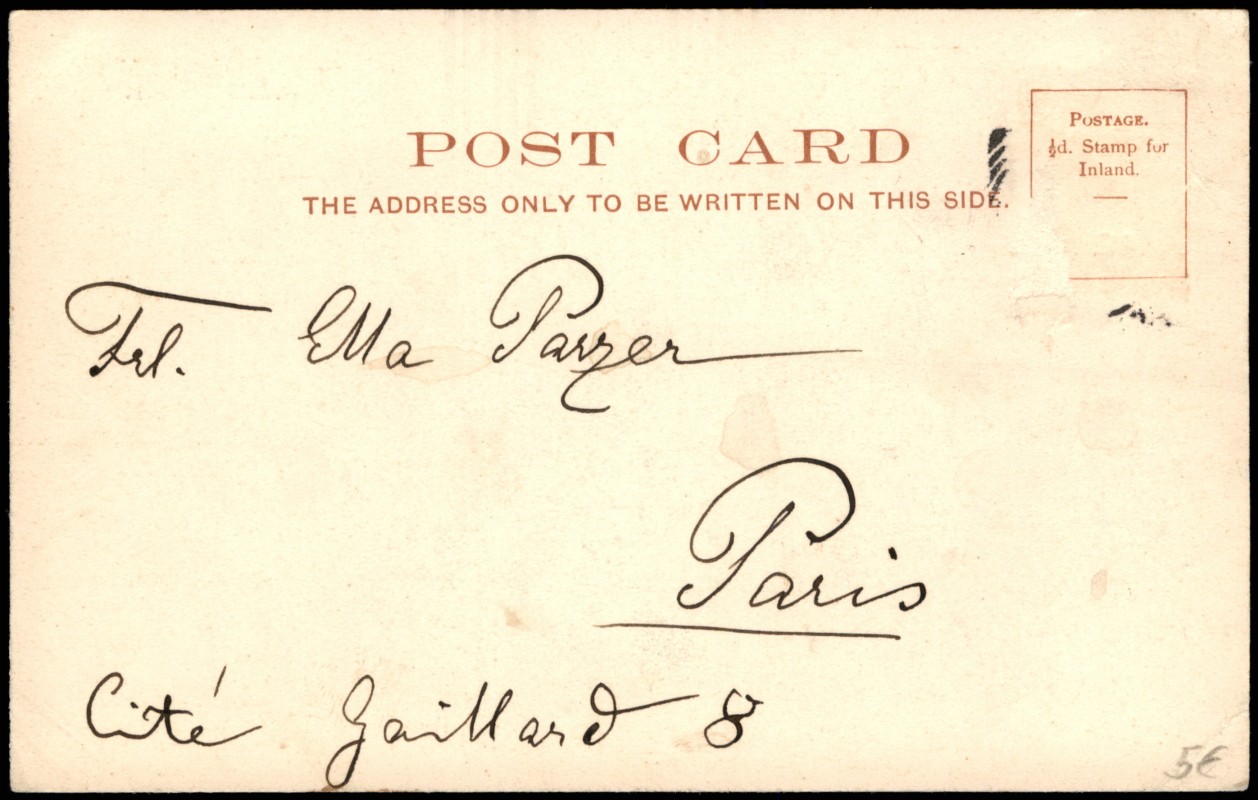 POST CARD
THE ADDRESS ONLY TO BE WRITTEN ON THIS SIDE.
POSTAGE.
½d. Stamp for
Inland.
Frl. Ella Parzer
Paris
Cité Gaillard 8
5€